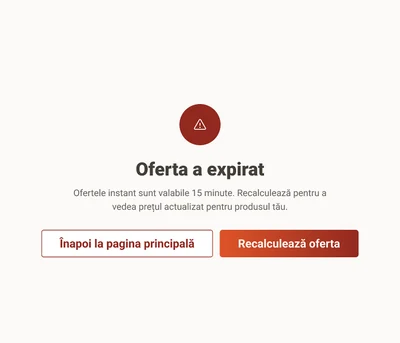 Oferta a expirat
Ofertele instant sunt valabile 15 minute. Recalculează pentru a
vedea prețul actualizat pentru produsul tău.
Înapoi la pagina principală
Recalculează oferta